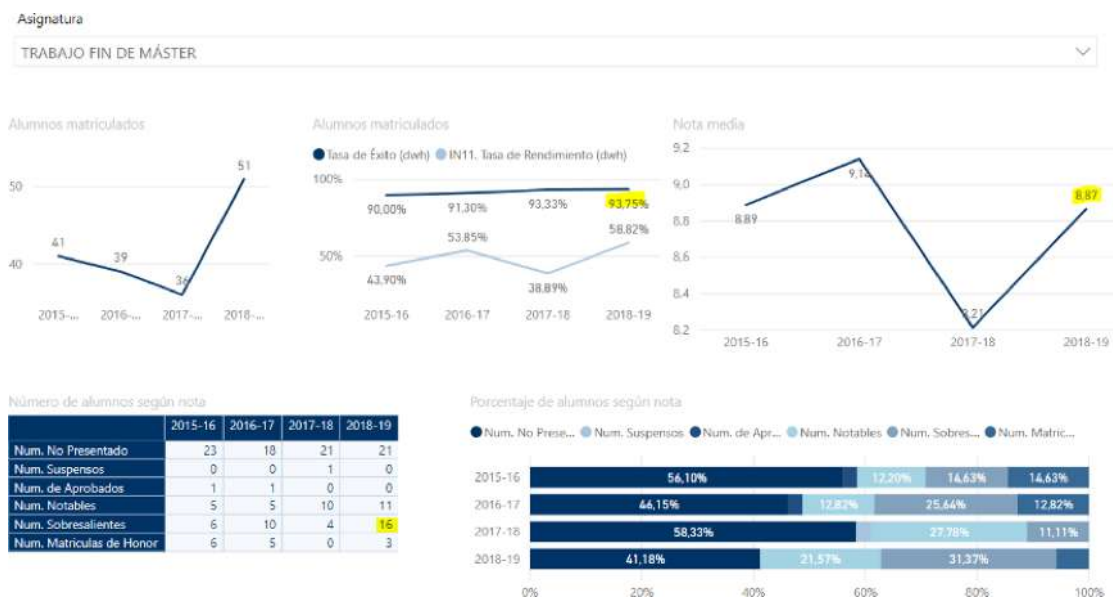 Asignatura
TRABAJO FIN DE MÁSTER
Alumnos matriculados
50
40
41
39
36
51
2015-...
2016-...
2017-...
2018-...
Alumnos matriculados
Tasa de Éxito (dwh) IN11. Tasa de Rendimiento (dwh)
100%
50%
90,00%
91,30%
93,33%
93,75%
43,90%
53,85%
38,89%
58,82%
2015-16
2016-17
2017-18
2018-19
Nota media
9.2
9.0
8.8
8.6
8.4
8.2
8.89
9,14
8,21
8,87
2015-16
2016-17
2017-18
2018-19
Número de alumnos según nota
2015-16 2016-17 2017-18 2018-19
Num. No Presentado 23 18 21 21
Num. Suspensos 0 0 1 0
Num. de Aprobados 1 1 0 0
Num. Notables 5 5 10 11
Num. Sobresalientes 6 10 4 16
Num. Matriculas de Honor 6 5 0 3
Porcentaje de alumnos según nota
Num. No Prese... Num. Suspensos Num. de Apr... Num. Notables Num. Sobres... Num. Matric...
2015-16 56,10% 12,20% 14,63% 14,63%
2016-17 46,15% 12,82% 25,64% 12,82%
2017-18 58,33% 27,78% 11,11%
2018-19 41,18% 21,57% 31,37%
0% 20% 40% 60% 80% 100%